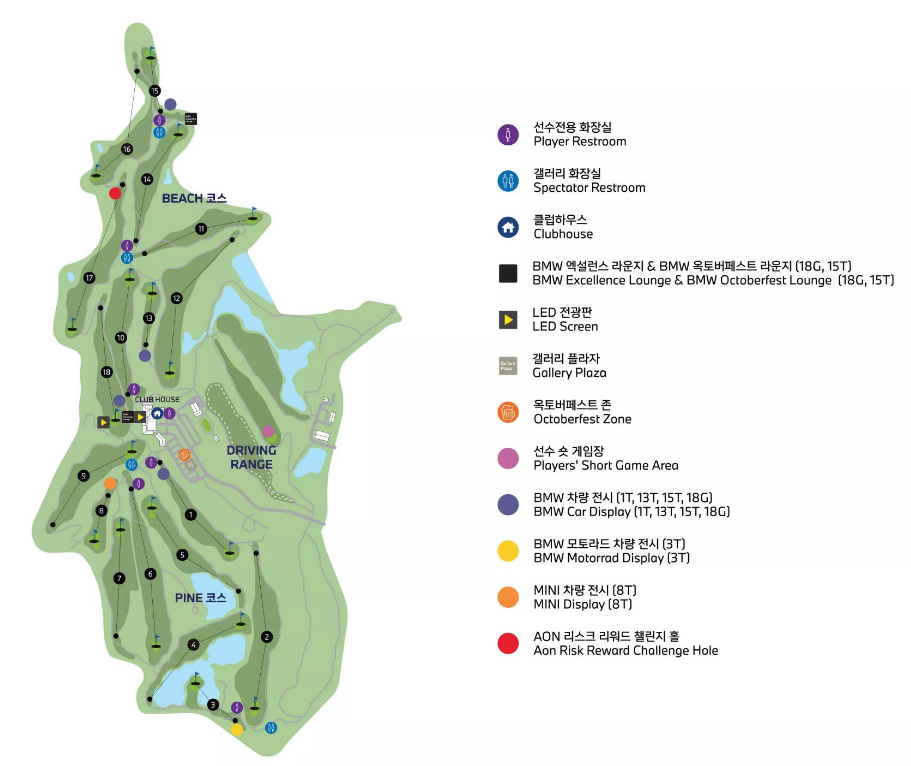 15
16
14
BEACH 코스
11
17
12
13
10
18
CLUB HOUSE
DRIVING
RANGE
9
8
1
5
7
6
PINE 코스
2
4
3
선수전용 화장실
Player Restroom
갤러리 화장실
Spectator Restroom
클럽하우스
Clubhouse
BMW 엑설런스 라운지 & BMW 옥토버페스트 라운지 (18G, 15T)
BMW Excellence Lounge & BMW Octoberfest Lounge (18G, 15T)
LED 전광판
LED Screen
Gallery
Plaza
갤러리 플라자
Gallery Plaza
옥토버페스트 존
Octoberfest Zone
선수 숏 게임장
Players' Short Game Area
BMW 차량 전시 (1T, 13T, 15T, 18G)
BMW Car Display (1T, 13T, 15T, 18G)
BMW 모토라드 차량 전시 (3T)
BMW Motorrad Display (3T)
MINI 차량 전시 (8T)
MINI Display (8T)
AON 리스크 리워드 챌린지 홀
Aon Risk Reward Challenge Hole